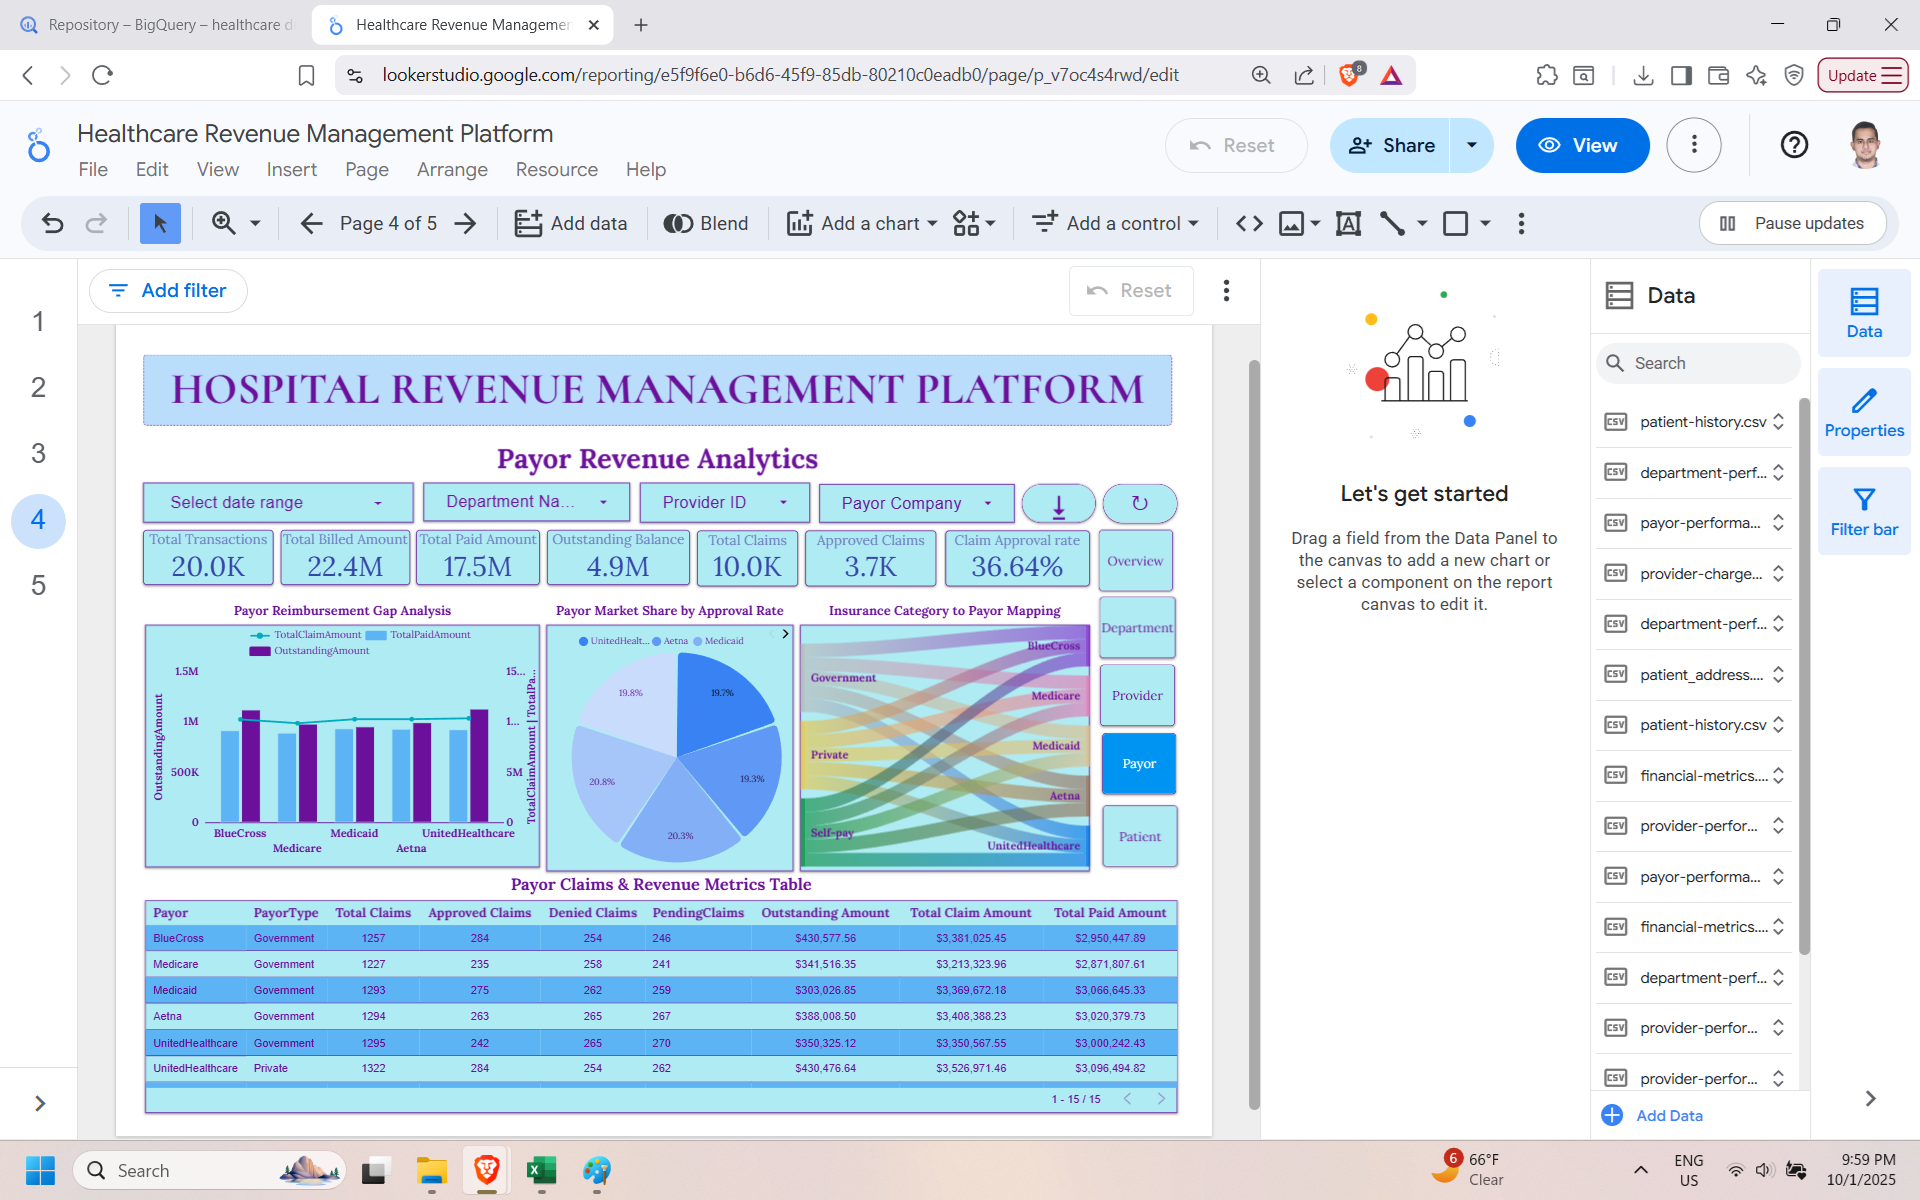 Repository – BigQuery – healthcare d
Healthcare Revenue Managemen
lookerstudio.google.com/reporting/e5f9f6e0-b6d6-45f9-85db-80210c0eadb0/page/p_v7oc4s4rwd/edit
8
Update
Healthcare Revenue Management Platform
Reset
Share
View
File Edit View Insert Page Arrange Resource Help
Page 4 of 5
Add data
Blend
Add a chart
Add a control
Pause updates
Add filter
Reset
1
2
3
4
5
HOSPITAL REVENUE MANAGEMENT PLATFORM
Payor Revenue Analytics
Select date range
Department Na...
Provider ID
Payor Company
Total Transactions
20.0K
Total Billed Amount
22.4M
Total Paid Amount
17.5M
Outstanding Balance
4.9M
Total Claims
10.0K
Approved Claims
3.7K
Claim Approval rate
36.64%
Overview
Department
Provider
Payor
Patient
Payor Reimbursement Gap Analysis
TotalClaimAmount TotalPaidAmount
OutstandingAmount
OutstandingAmount
1.5M
1M
500K
0
15...
1...
5M
0
TotalClaimAmount | TotalPa...
BlueCross
Medicare
Medicaid
Aetna
UnitedHealthcare
Payor Market Share by Approval Rate
UnitedHealt... Aetna Medicaid
19.8%
19.7%
20.8%
19.3%
20.3%
Insurance Category to Payor Mapping
Government
Private
Self-pay
BlueCross
Medicare
Medicaid
Aetna
UnitedHealthcare
Payor Claims & Revenue Metrics Table
Payor PayorType Total Claims Approved Claims Denied Claims PendingClaims Outstanding Amount Total Claim Amount Total Paid Amount
BlueCross Government 1257 284 254 246 $430,577.56 $3,381,025.45 $2,950,447.89
Medicare Government 1227 235 258 241 $341,516.35 $3,213,323.96 $2,871,807.61
Medicaid Government 1293 275 262 259 $303,026.85 $3,369,672.18 $3,066,645.33
Aetna Government 1294 263 265 267 $388,008.50 $3,408,388.23 $3,020,379.73
UnitedHealthcare Government 1295 242 265 270 $350,325.12 $3,350,567.55 $3,000,242.43
UnitedHealthcare Private 1322 284 254 262 $430,476.64 $3,526,971.46 $3,096,494.82
1 - 15 / 15
Let's get started
Drag a field from the Data Panel to
the canvas to add a new chart or
select a component on the report
canvas to edit it.
Data
Search
CSV patient-history.csv
CSV department-perf...
CSV payor-performa...
CSV provider-charge...
CSV department-perf...
CSV patient_address....
CSV patient-history.csv
CSV financial-metrics....
CSV provider-perfor...
CSV payor-performa...
CSV financial-metrics....
CSV department-perf...
CSV provider-perfor...
CSV provider-perfor...
Add Data
Data
Properties
Filter bar
Search
6
66°F
Clear
ENG
US
9:59 PM
10/1/2025